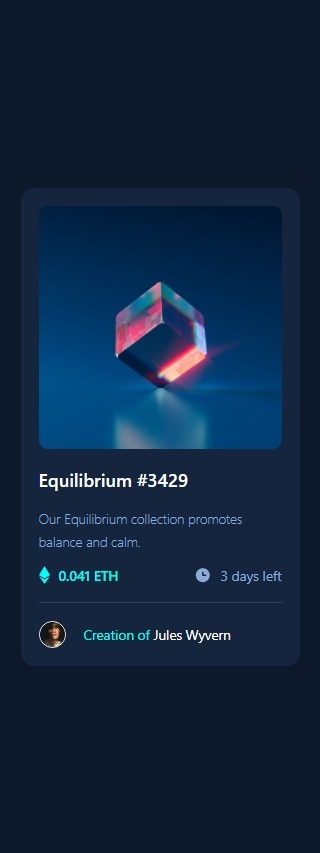 Equilibrium #3429
Our Equilibrium collection promotes
balance and calm.
0.041 ETH
3 days left
Creation of Jules Wyvern